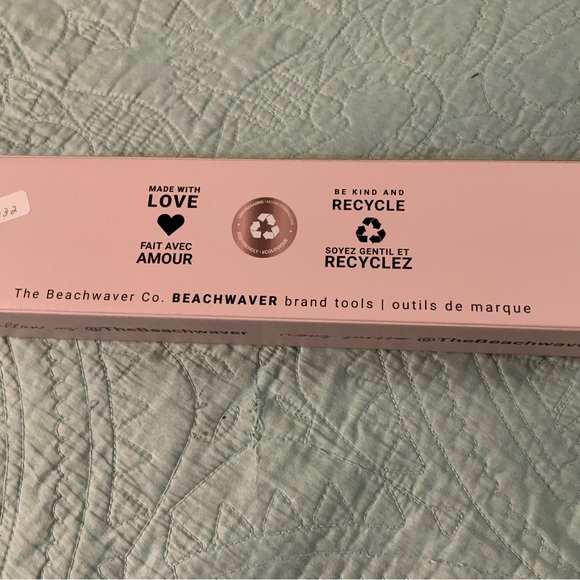 MADE WITH
LOVE
FAIT AVEC
AMOUR
BE KIND AND
RECYCLE
SOYEZ GENTIL ET
RECYCLEZ
32
The Beachwaver Co. BEACHWAVER brand tools | outils de marque
@TheBeachwaver
@TheBeachwaver